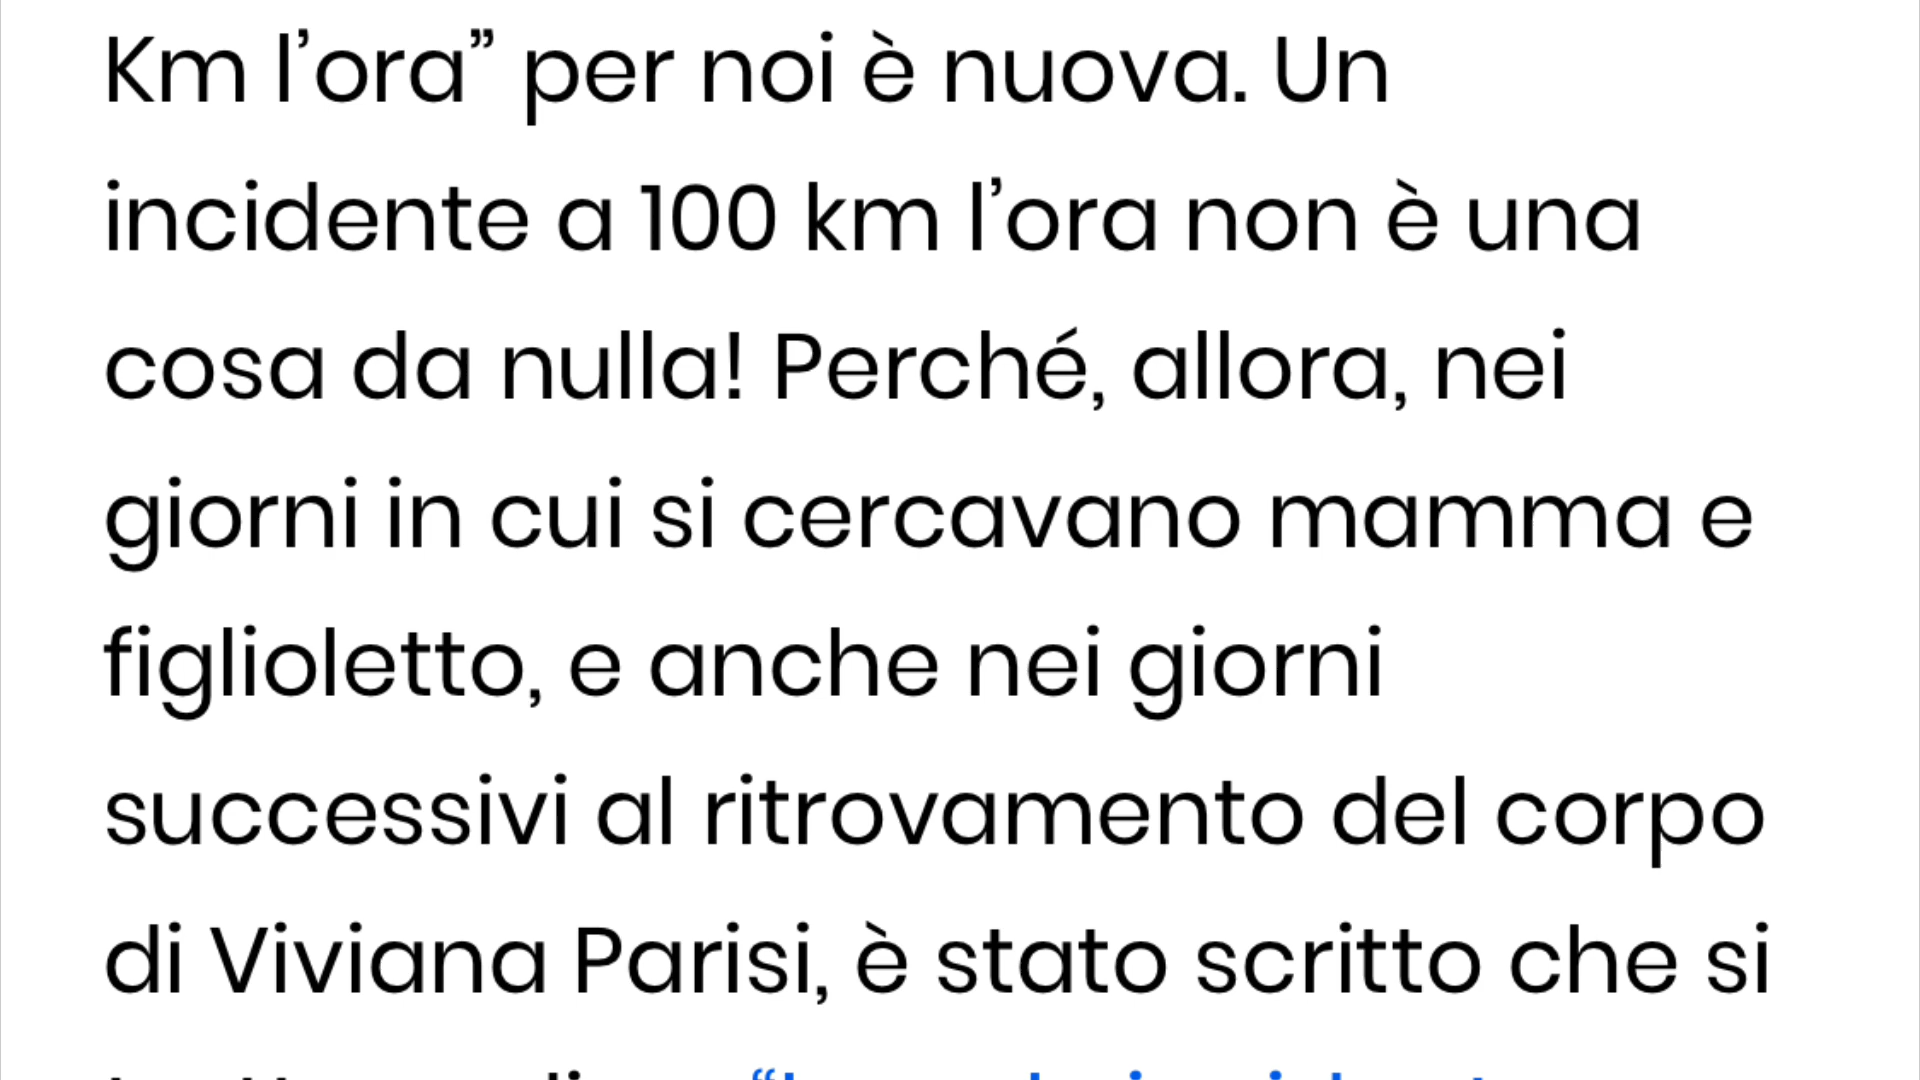 Km l’ora” per noi è nuova. Un
incidente a 100 km l’ora non è una
cosa da nulla! Perché, allora, nei
giorni in cui si cercavano mamma e
figlioletto, e anche nei giorni
successivi al ritrovamento del corpo
di Viviana Parisi, è stato scritto che si